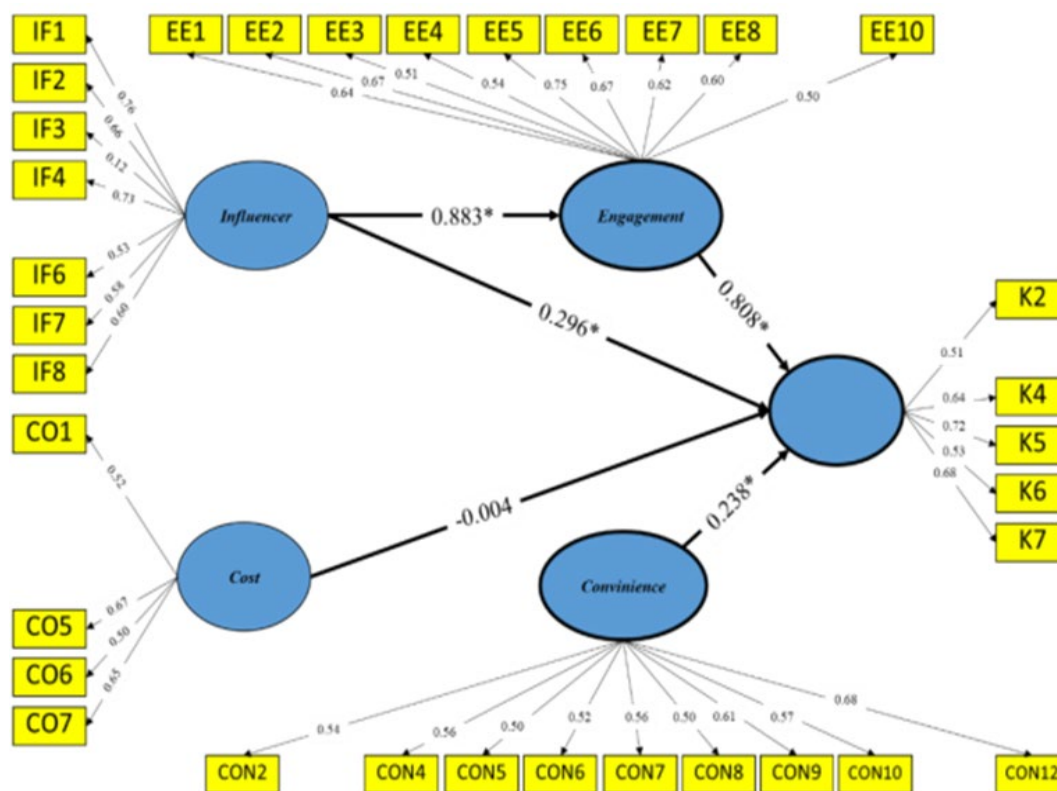 IF1
IF2
IF3
IF4
IF6
IF7
IF8
0.76
0.66
0.12
0.73
0.53
0.58
0.60
EE1 EE2 EE3 EE4 EE5 EE6 EE7 EE8 EE10
0.64 0.67 0.51 0.54 0.75 0.67 0.62 0.60 0.50
Influencer
0.883*
Engagement
0.296*
0.808*
K2
K4
K5
K6
K7
0.51
0.64
0.72
0.53
0.68
CO1
CO5
CO6
CO7
0.52
0.67
0.50
0.65
Cost
-0.004
0.238*
Convinience
0.54 0.56 0.50 0.52 0.56 0.50 0.61 0.57 0.68
CON2 CON4 CON5 CON6 CON7 CON8 CON9 CON10 CON12